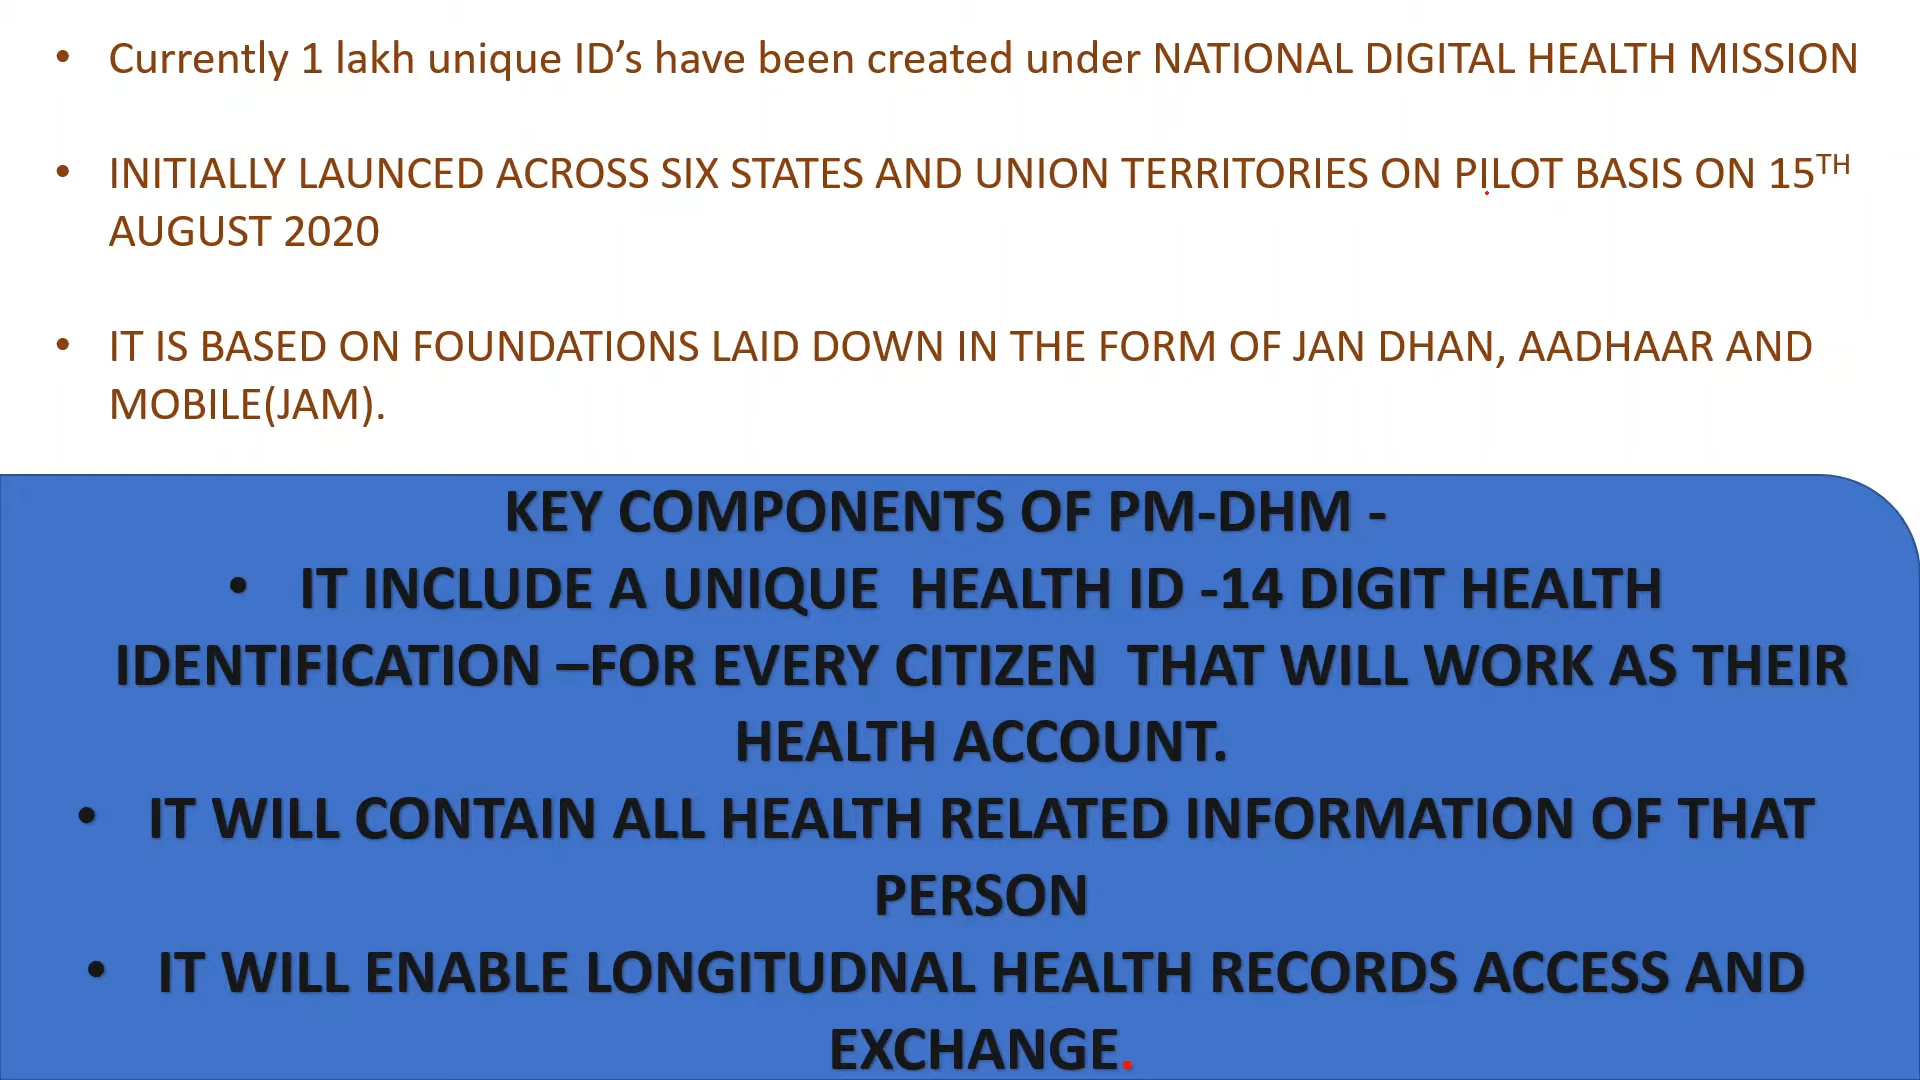 • Currently 1 lakh unique ID’s have been created under NATIONAL DIGITAL HEALTH MISSION
• INITIALLY LAUNCED ACROSS SIX STATES AND UNION TERRITORIES ON PILOT BASIS ON 15TH
AUGUST 2020
• IT IS BASED ON FOUNDATIONS LAID DOWN IN THE FORM OF JAN DHAN, AADHAAR AND
MOBILE(JAM).
KEY COMPONENTS OF PM-DHM -
• IT INCLUDE A UNIQUE  HEALTH ID -14 DIGIT HEALTH
IDENTIFICATION –FOR EVERY CITIZEN  THAT WILL WORK AS THEIR
HEALTH ACCOUNT.
• IT WILL CONTAIN ALL HEALTH RELATED INFORMATION OF THAT
PERSON
• IT WILL ENABLE LONGITUDNAL HEALTH RECORDS ACCESS AND
EXCHANGE.